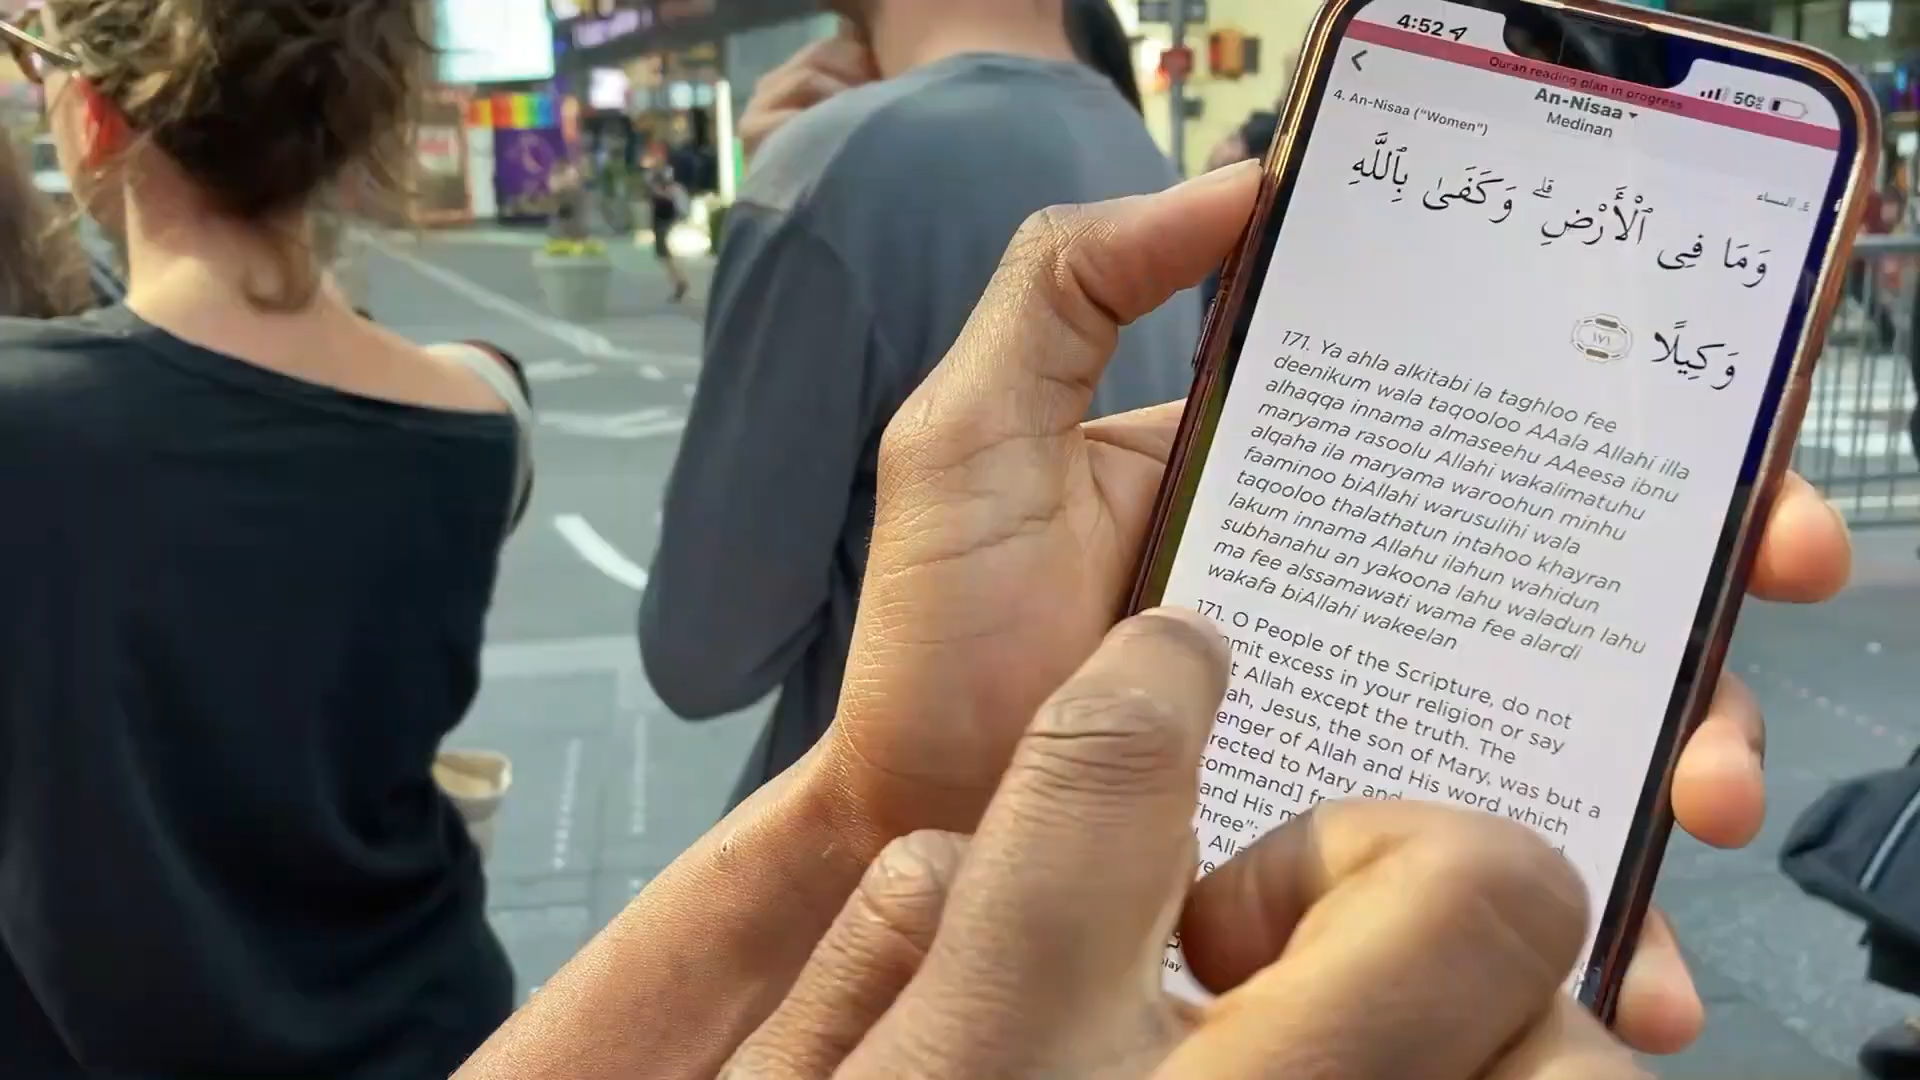 4:52
5G
Quran reading plan in progress
An-Nisaa
Medinan
4. An-Nisaa ("Women")
٤. النساء
وَمَا فِى ٱلْأَرْضِ ۗ وَكَفَىٰ بِٱللَّهِ
وَكِيلًا ١٧١
171. Ya ahla alkitabi la taghloo fee
deenikum wala taqooloo AAala Allahi illa
alhaqqa innama almaseehu AAeesa ibnu
maryama rasoolu Allahi wakalimatuhu
alqaha ila maryama waroohun minhu
faaminoo biAllahi warusulihi wala
taqooloo thalathatun intahoo khayran
lakum innama Allahu ilahun wahidun
subhanahu an yakoona lahu waladun lahu
ma fee alssamawati wama fee alardi
wakafa biAllahi wakeelan
171. O People of the Scripture, do not
mit excess in your religion or say
t Allah except the truth. The
ah, Jesus, the son of Mary, was but a
enger of Allah and His word which
rected to Mary and
command]
and His
hree";